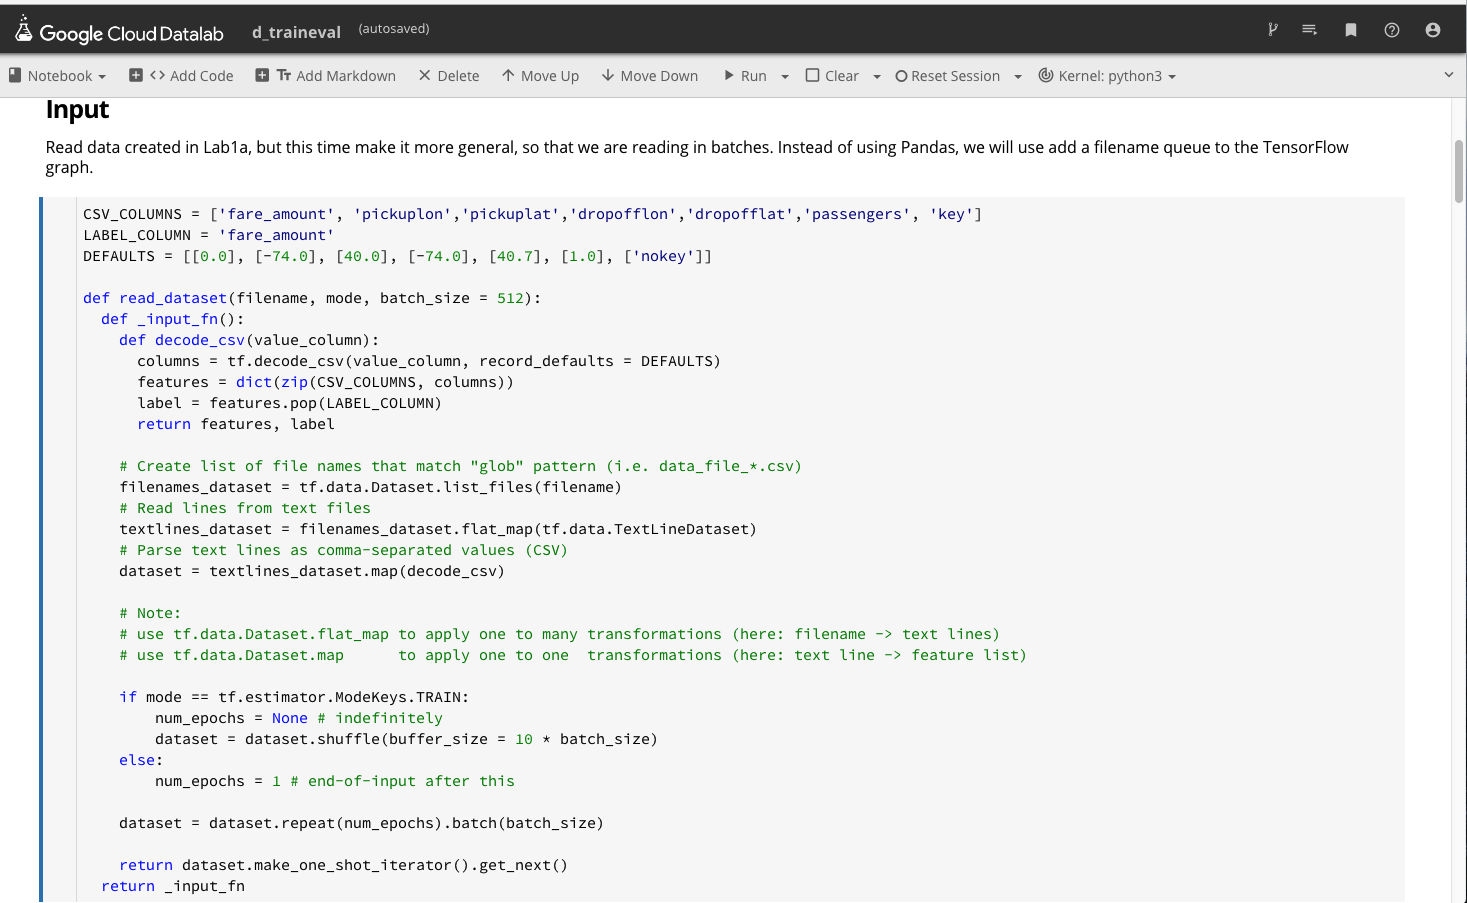 Google Cloud Datalab d_traineval (autosaved)
Notebook <> Add Code Tт Add Markdown Delete Move Up Move Down Run Clear Reset Session Kernel: python3
Input
Read data created in Lab1a, but this time make it more general, so that we are reading in batches. Instead of using Pandas, we will use add a filename queue to the TensorFlow
graph.
CSV_COLUMNS = ['fare_amount', 'pickuplon','pickuplat','dropofflon','dropofflat','passengers', 'key']
LABEL_COLUMN = 'fare_amount'
DEFAULTS = [[0.0], [-74.0], [40.0], [-74.0], [40.7], [1.0], ['nokey']]
def read_dataset(filename, mode, batch_size = 512):
  def _input_fn():
    def decode_csv(value_column):
      columns = tf.decode_csv(value_column, record_defaults = DEFAULTS)
      features = dict(zip(CSV_COLUMNS, columns))
      label = features.pop(LABEL_COLUMN)
      return features, label
    # Create list of file names that match "glob" pattern (i.e. data_file_*.csv)
    filenames_dataset = tf.data.Dataset.list_files(filename)
    # Read lines from text files
    textlines_dataset = filenames_dataset.flat_map(tf.data.TextLineDataset)
    # Parse text lines as comma-separated values (CSV)
    dataset = textlines_dataset.map(decode_csv)
    # Note:
    # use tf.data.Dataset.flat_map to apply one to many transformations (here: filename -> text lines)
    # use tf.data.Dataset.map      to apply one to one  transformations (here: text line -> feature list)
    if mode == tf.estimator.ModeKeys.TRAIN:
        num_epochs = None # indefinitely
        dataset = dataset.shuffle(buffer_size = 10 * batch_size)
    else:
        num_epochs = 1 # end-of-input after this
    dataset = dataset.repeat(num_epochs).batch(batch_size)
    return dataset.make_one_shot_iterator().get_next()
  return _input_fn